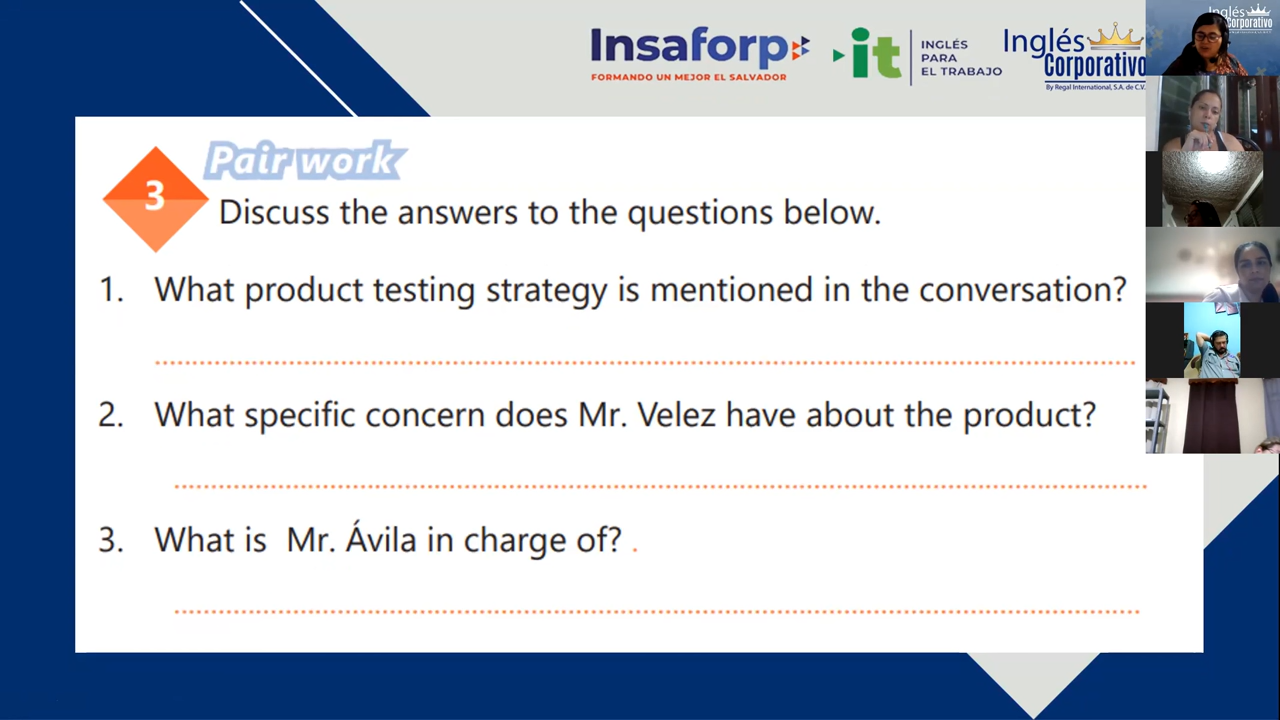 Insaforp
FORMANDO UN MEJOR EL SALVADOR
it
INGLÉS
PARA
EL TRABAJO
Inglés
Corporativo
By Regal International, S.A. de C.V.
Inglés
Corporativo
Pair work
3
Discuss the answers to the questions below.
1. What product testing strategy is mentioned in the conversation?
2. What specific concern does Mr. Velez have about the product?
3. What is Mr. Ávila in charge of? .